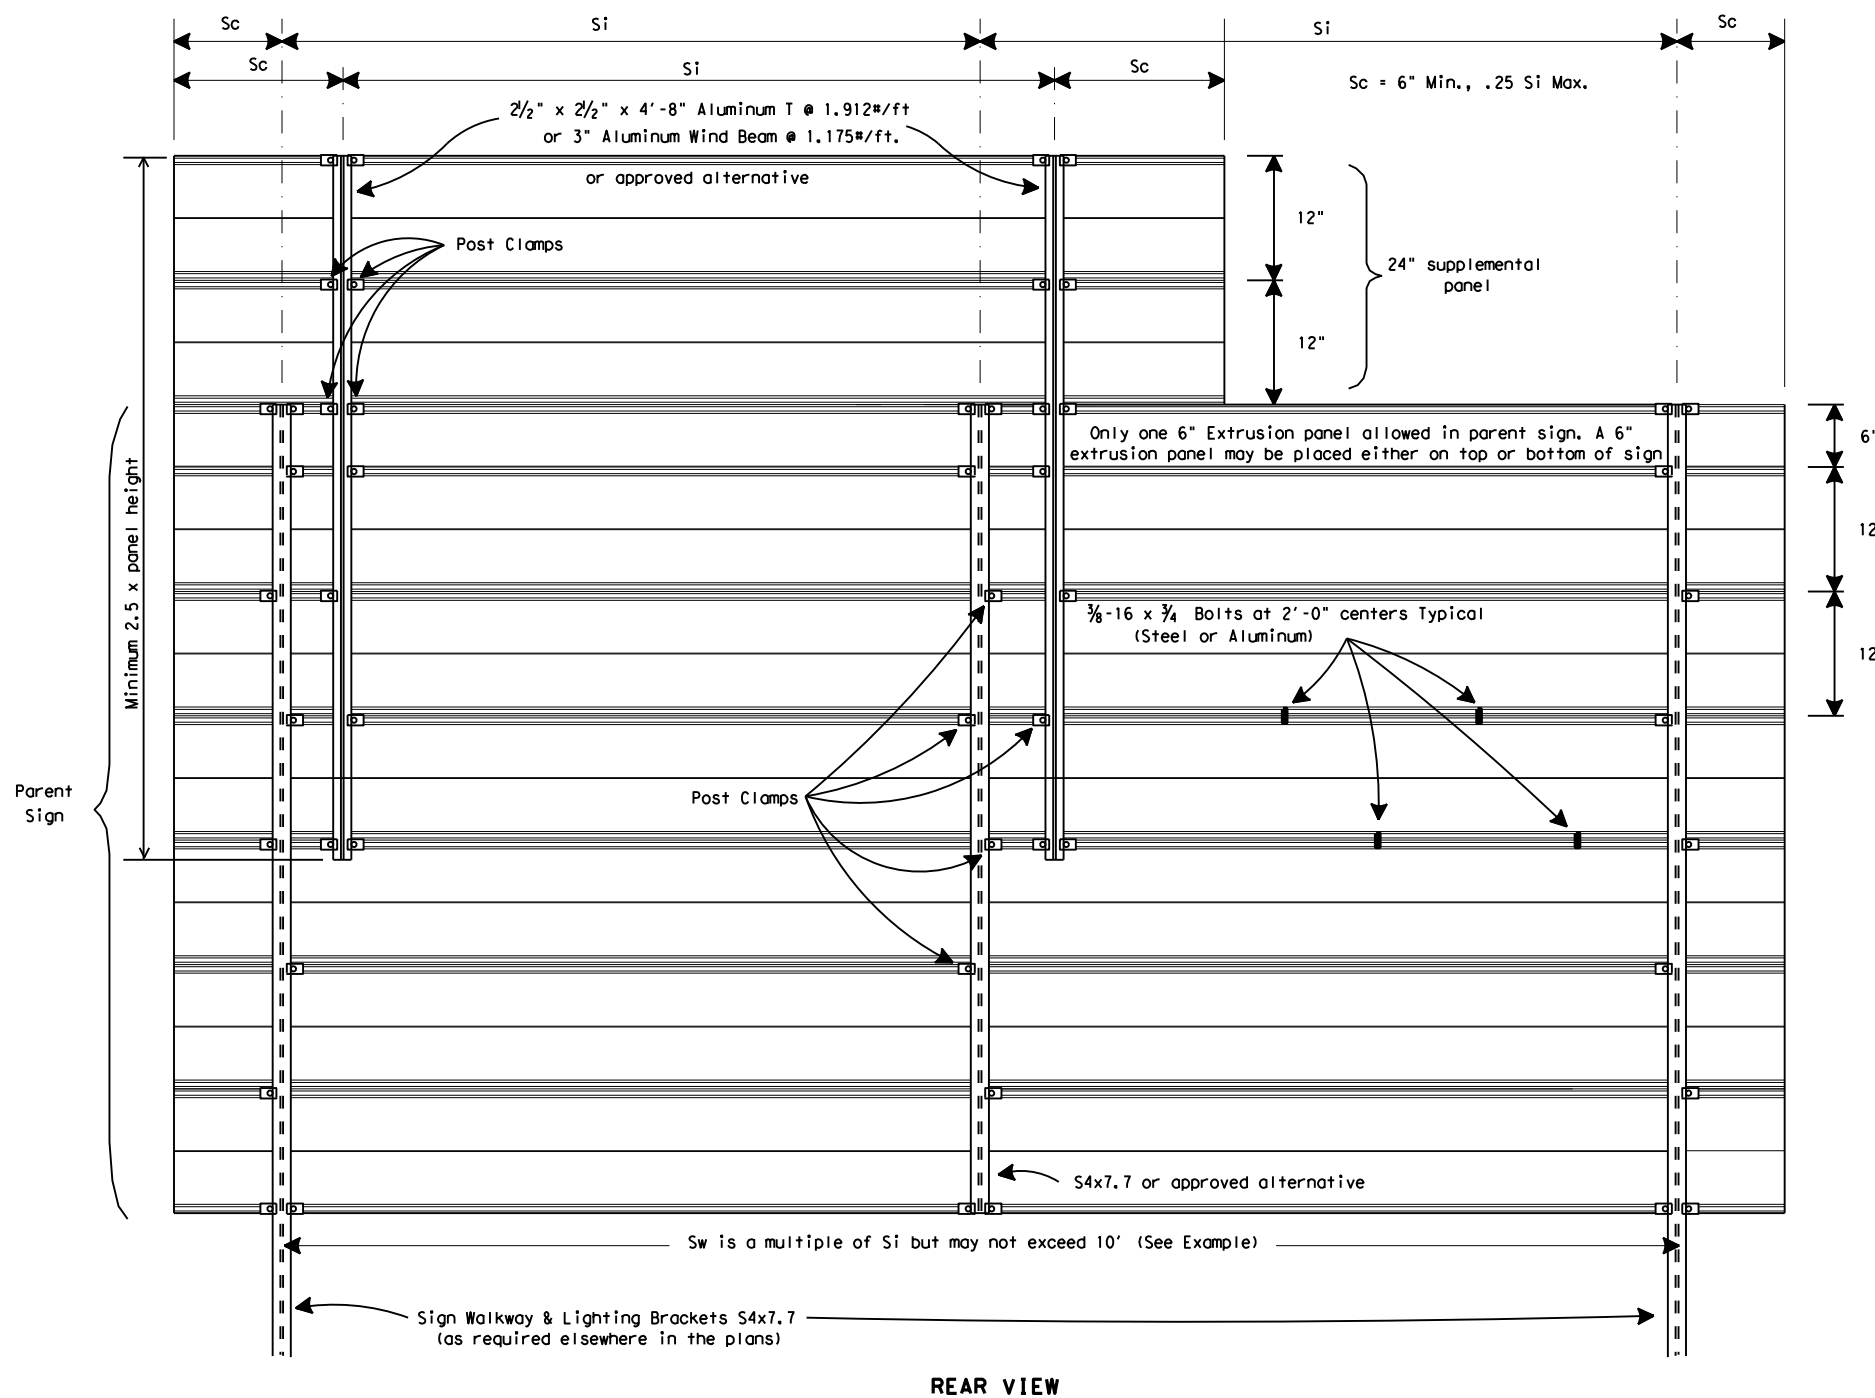 Sc
Si
Si
Sc
Sc
Si
Sc
Sc = 6" Min., .25 Si Max.
2½" x 2½" x 4'-8" Aluminum T @ 1.912#/ft
or 3" Aluminum Wind Beam @ 1.175#/ft.
or approved alternative
12"
Post Clamps
24" supplemental
panel
12"
Only one 6" Extrusion panel allowed in parent sign. A 6"
extrusion panel may be placed either on top or bottom of sign
6"
Minimum 2.5 x panel height
12
⅜-16 x ¾ Bolts at 2'-0" centers Typical
(Steel or Aluminum)
12
Parent
Sign
Post Clamps
S4x7.7 or approved alternative
Sw is a multiple of Si but may not exceed 10' (See Example)
Sign Walkway & Lighting Brackets S4x7.7
(as required elsewhere in the plans)
REAR VIEW